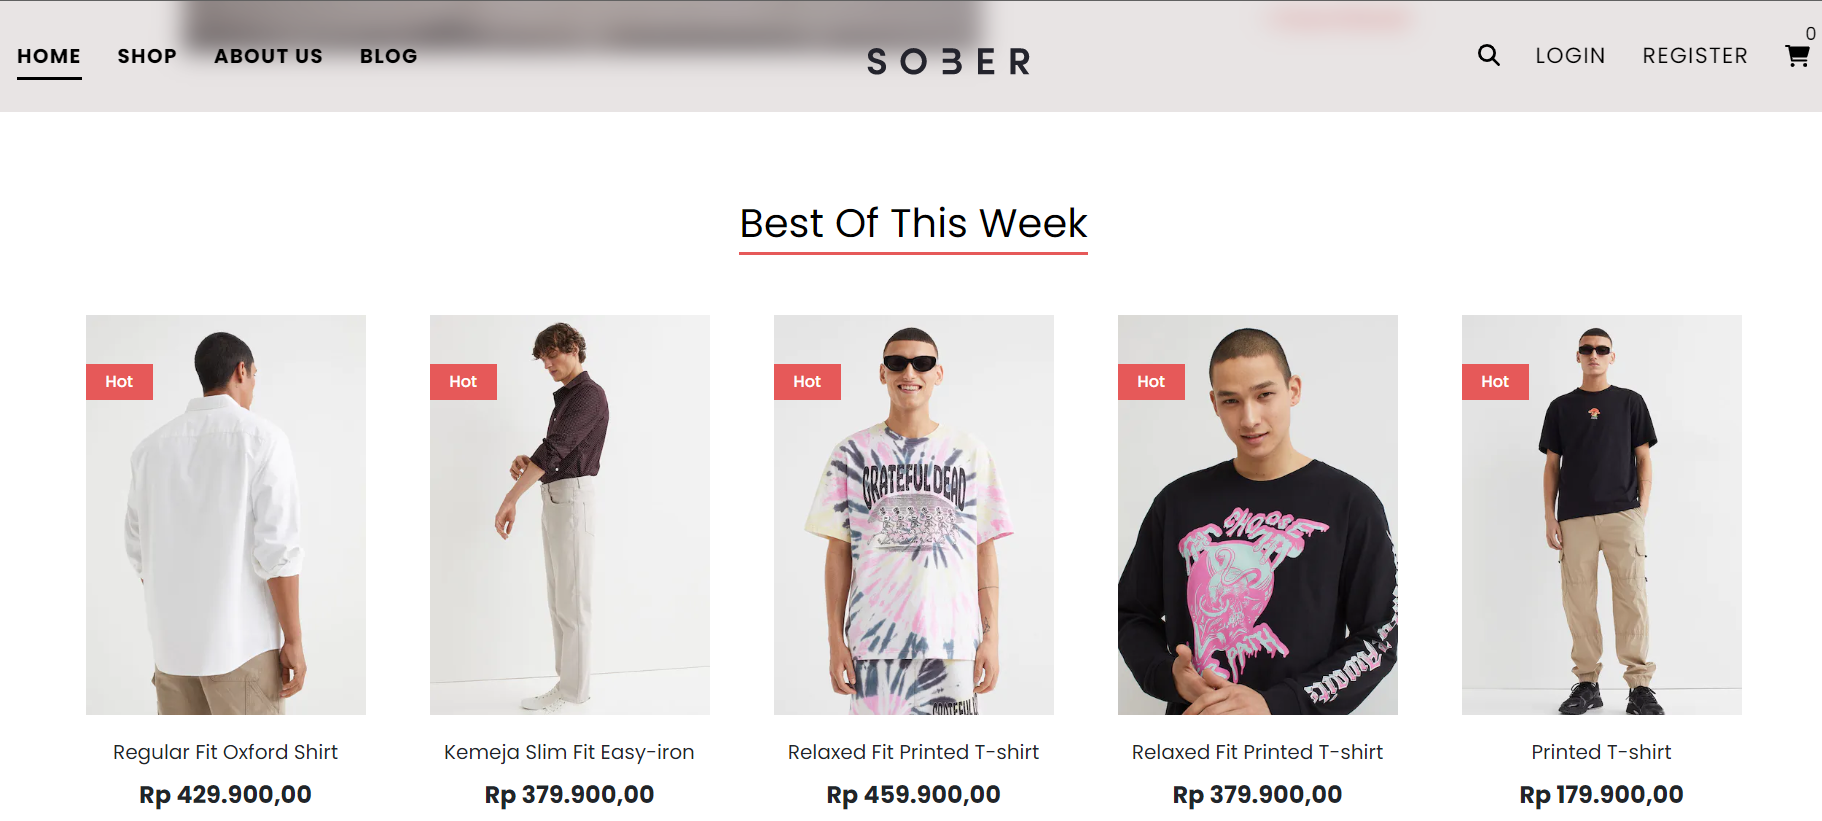 0
HOME SHOP ABOUT US BLOG SOBER LOGIN REGISTER
Best Of This Week
Hot Hot Hot Hot Hot
GRATEFUL DEAD
CHOOSE
PATH
GRATEFUL
Regular Fit Oxford Shirt Kemeja Slim Fit Easy-iron Relaxed Fit Printed T-shirt Relaxed Fit Printed T-shirt Printed T-shirt
Rp 429.900,00 Rp 379.900,00 Rp 459.900,00 Rp 379.900,00 Rp 179.900,00